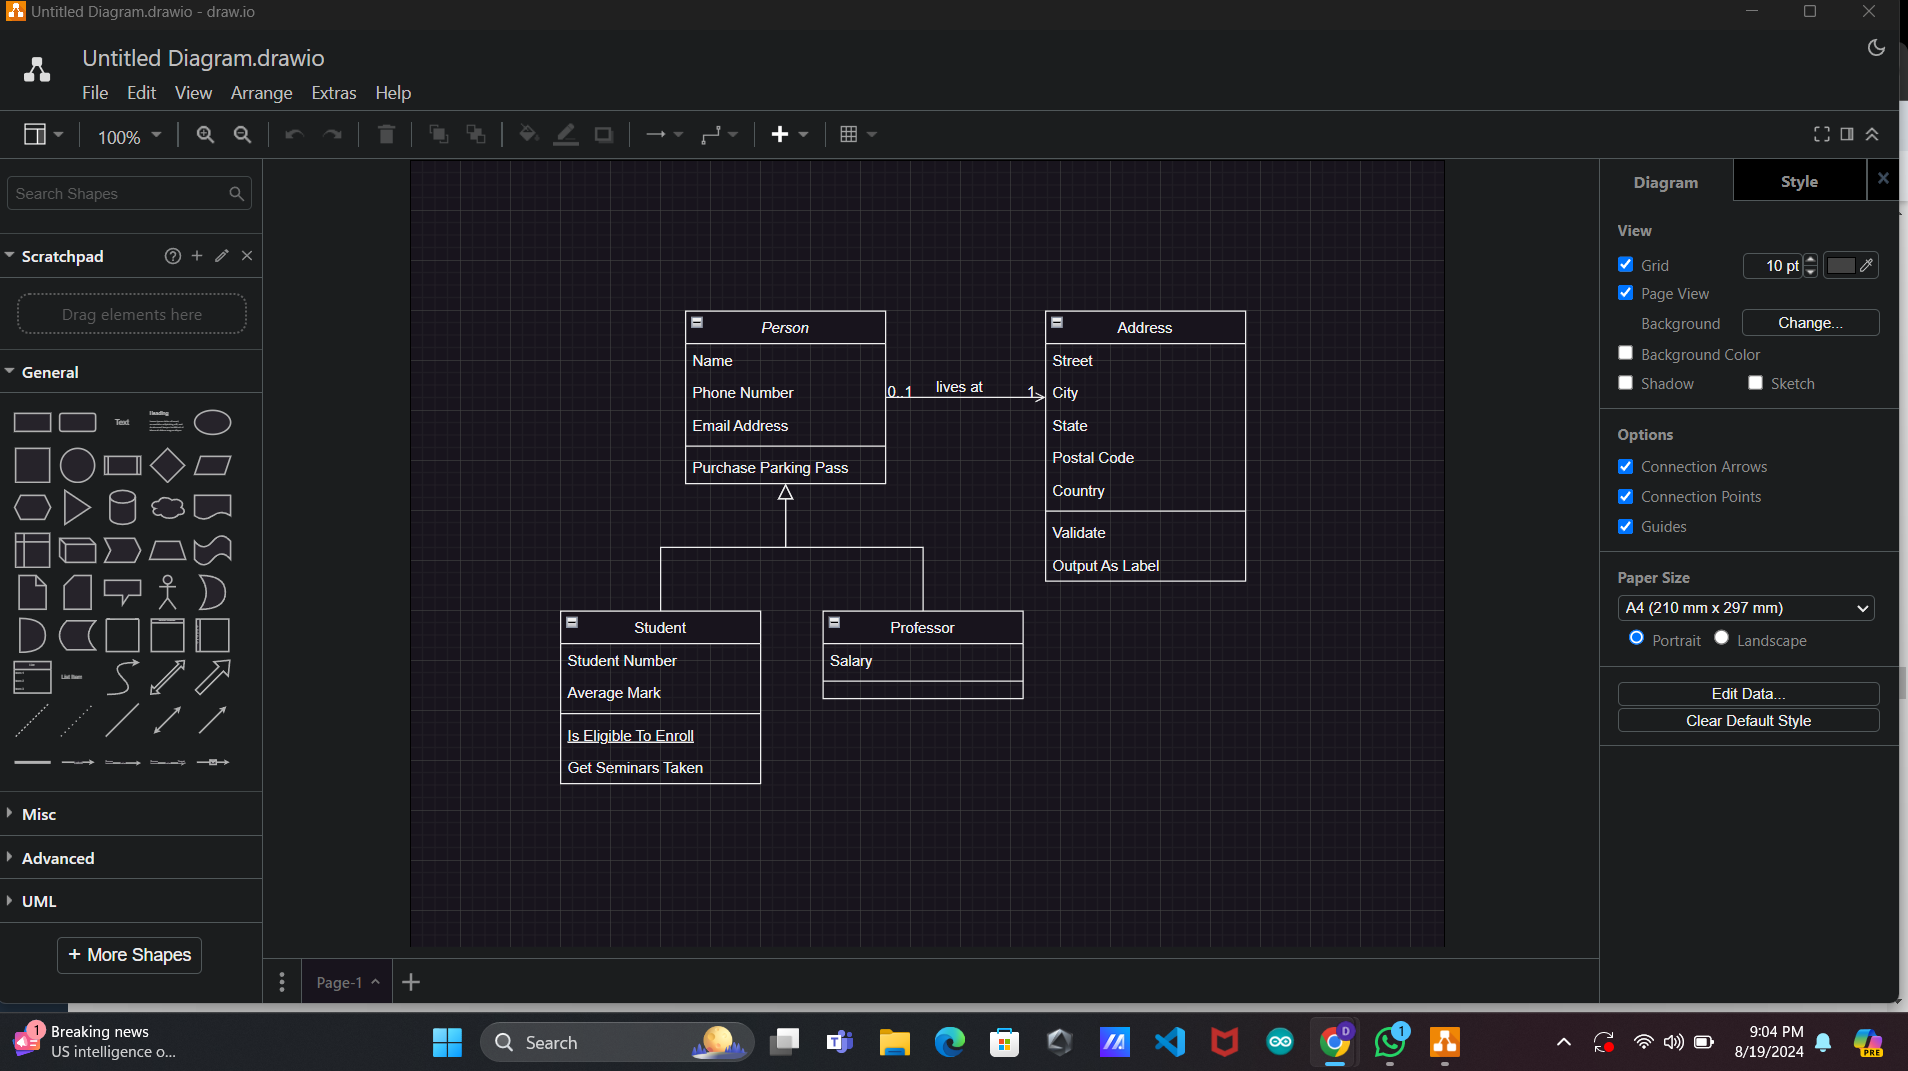 Untitled Diagram.drawio - draw.io
Untitled Diagram.drawio
File Edit View Arrange Extras Help
100%
Search Shapes
Scratchpad
Drag elements here
General
Text
Heading
List Item
Misc
Advanced
UML
+ More Shapes
Person
Name
Phone Number
Email Address
Purchase Parking Pass
0..1 lives at 1
Address
Street
City
State
Postal Code
Country
Validate
Output As Label
Student
Student Number
Average Mark
Is Eligible To Enroll
Get Seminars Taken
Professor
Salary
Page-1
Diagram Style
View
Grid 10 pt
Page View
Background Change...
Background Color
Shadow Sketch
Options
Connection Arrows
Connection Points
Guides
Paper Size
A4 (210 mm x 297 mm)
Portrait Landscape
Edit Data...
Clear Default Style
1
Breaking news
US intelligence o...
Search
D
1
9:04 PM
8/19/2024
PRE